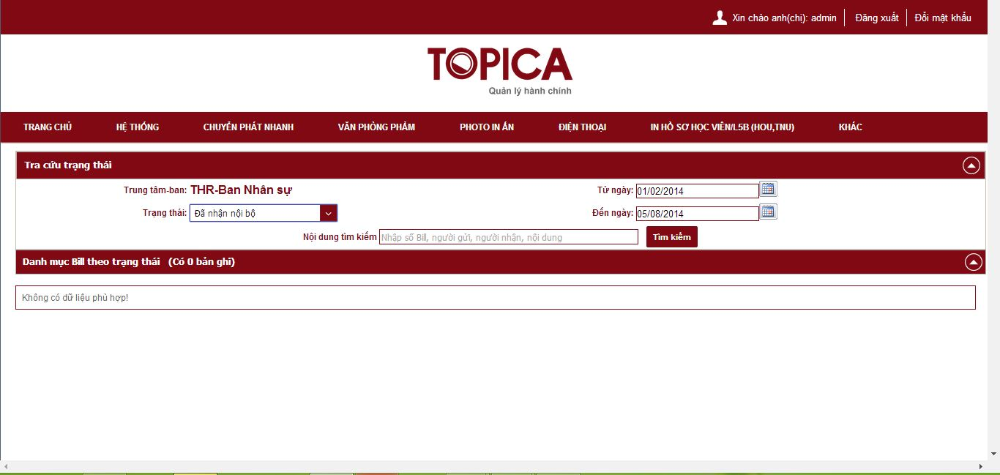 Xin chào anh(chị): admin
Đăng xuất
Đổi mật khẩu
TOPICA
Quản lý hành chính
TRANG CHỦ
HỆ THỐNG
CHUYỂN PHÁT NHANH
VĂN PHÒNG PHẨM
PHOTO IN ẤN
ĐIỆN THOẠI
IN HỒ SƠ HỌC VIÊN/L5B (HOU,TNU)
KHÁC
Tra cứu trạng thái
Trung tâm-ban: THR-Ban Nhân sự
Từ ngày: 01/02/2014
Trạng thái: Đã nhận nội bộ
Đến ngày: 05/08/2014
Nội dung tìm kiếm Nhập số Bill, người gửi, người nhận, nội dung
Tìm kiếm
Danh mục Bill theo trạng thái (Có 0 bản ghi)
Không có dữ liệu phù hợp!